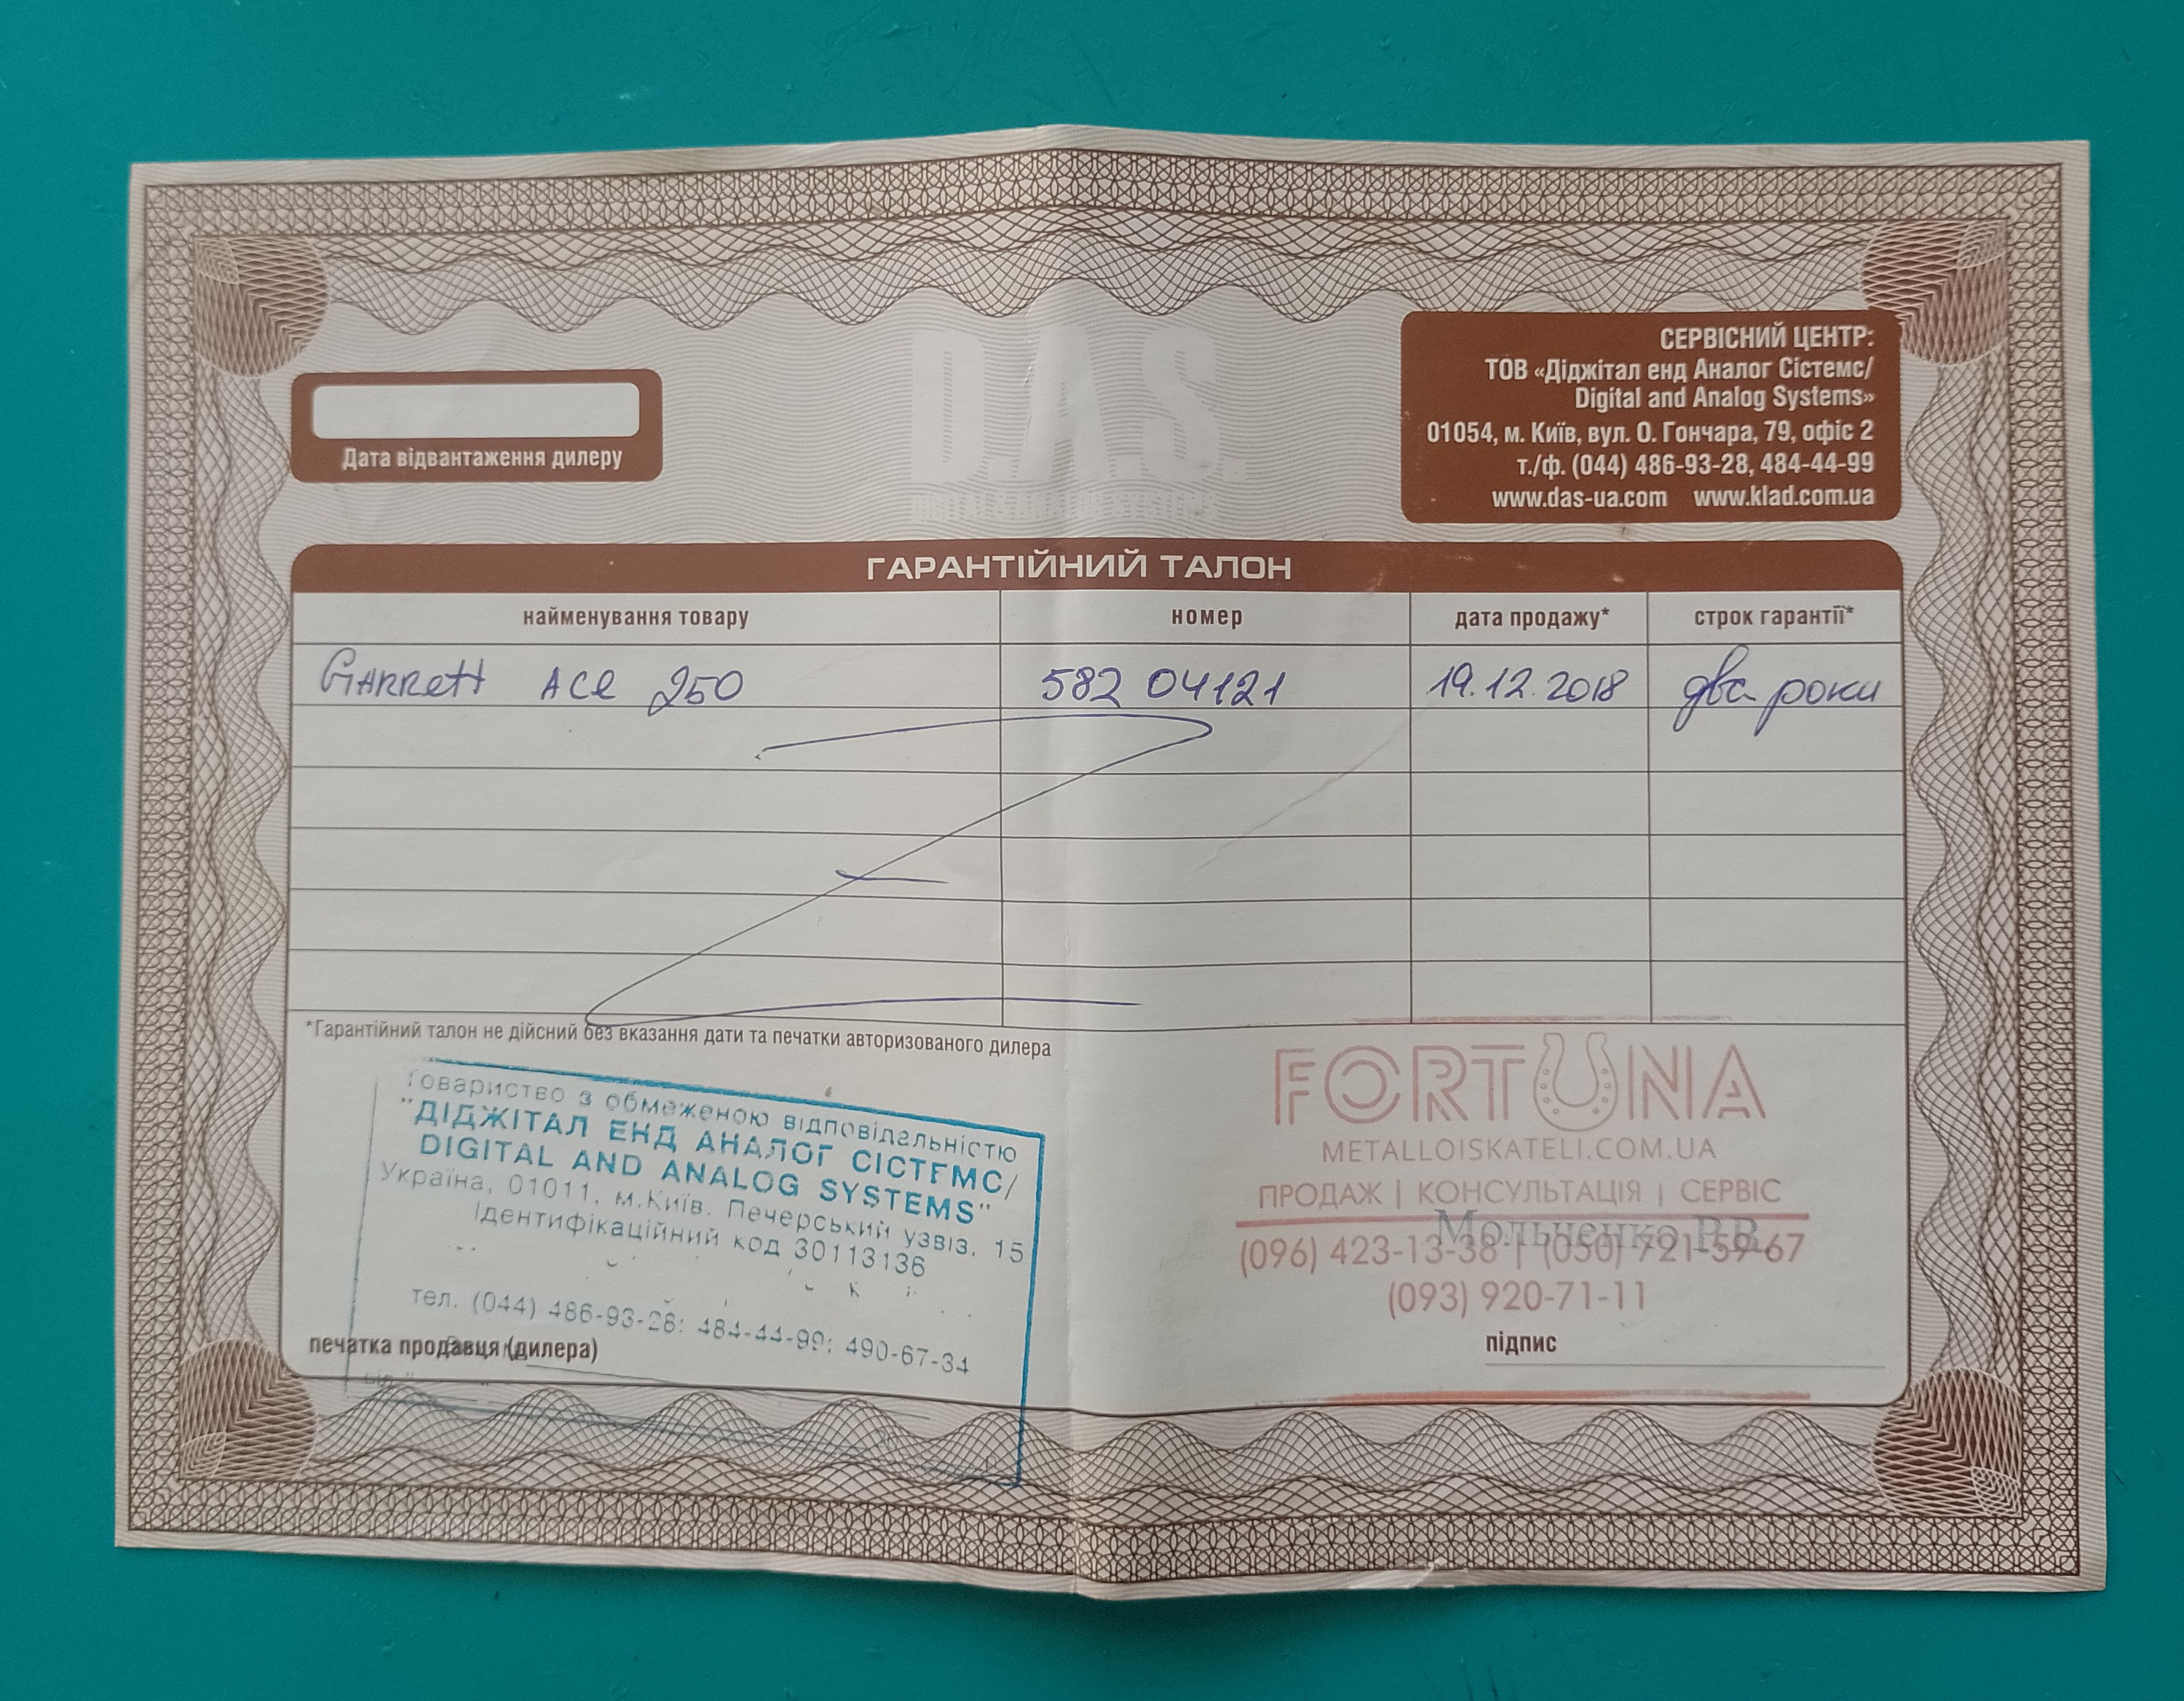 D.A.S.
DIGITAL & ANALOG SYSTEMS
Дата відвантаження дилеру
СЕРВІСНИЙ ЦЕНТР:
ТОВ «Діджітал енд Аналог Сістемс/
Digital and Analog Systems»
01054, м. Київ, вул. О. Гончара, 79, офіс 2
т./ф. (044) 486-93-28, 484-44-99
www.das-ua.com www.klad.com.ua
ГАРАНТІЙНИЙ ТАЛОН
найменування товару номер дата продажу* строк гарантії*
GARRett ACe 250 582 04121 19.12.2018 два роки
*Гарантійний талон не дійсний без вказання дати та печатки авторизованого дилера
Товариство з обмеженою відповідальністю
"ДІДЖІТАЛ ЕНД АНАЛОГ СІСТЕМС/
DIGITAL AND ANALOG SYSTEMS"
Україна, 01011, м.Київ, Печерський узвіз, 15
Ідентифікаційний код 30113136
тел. (044) 486-93-28; 484-44-99; 490-67-34
печатка продавця (дилера)
FORTUNA
METALLOISKATELI.COM.UA
ПРОДАЖ | КОНСУЛЬТАЦІЯ | СЕРВІС
Мольченко В.В.
(096) 423-13-38 | (050) 721-59-67
(093) 920-71-11
підпис